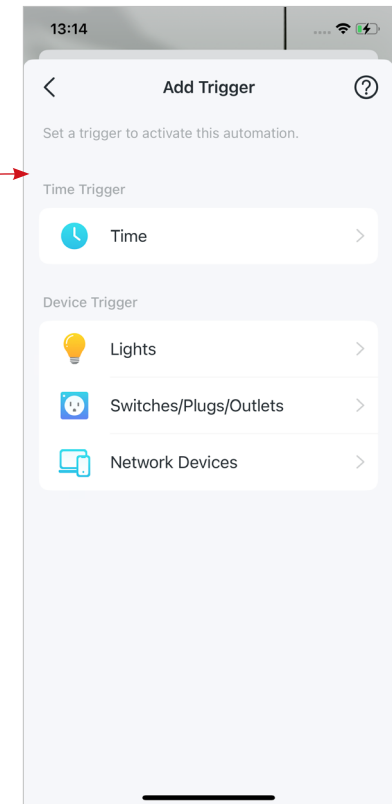 13:14
Add Trigger
Set a trigger to activate this automation.
Time Trigger
Time
Device Trigger
Lights
Switches/Plugs/Outlets
Network Devices